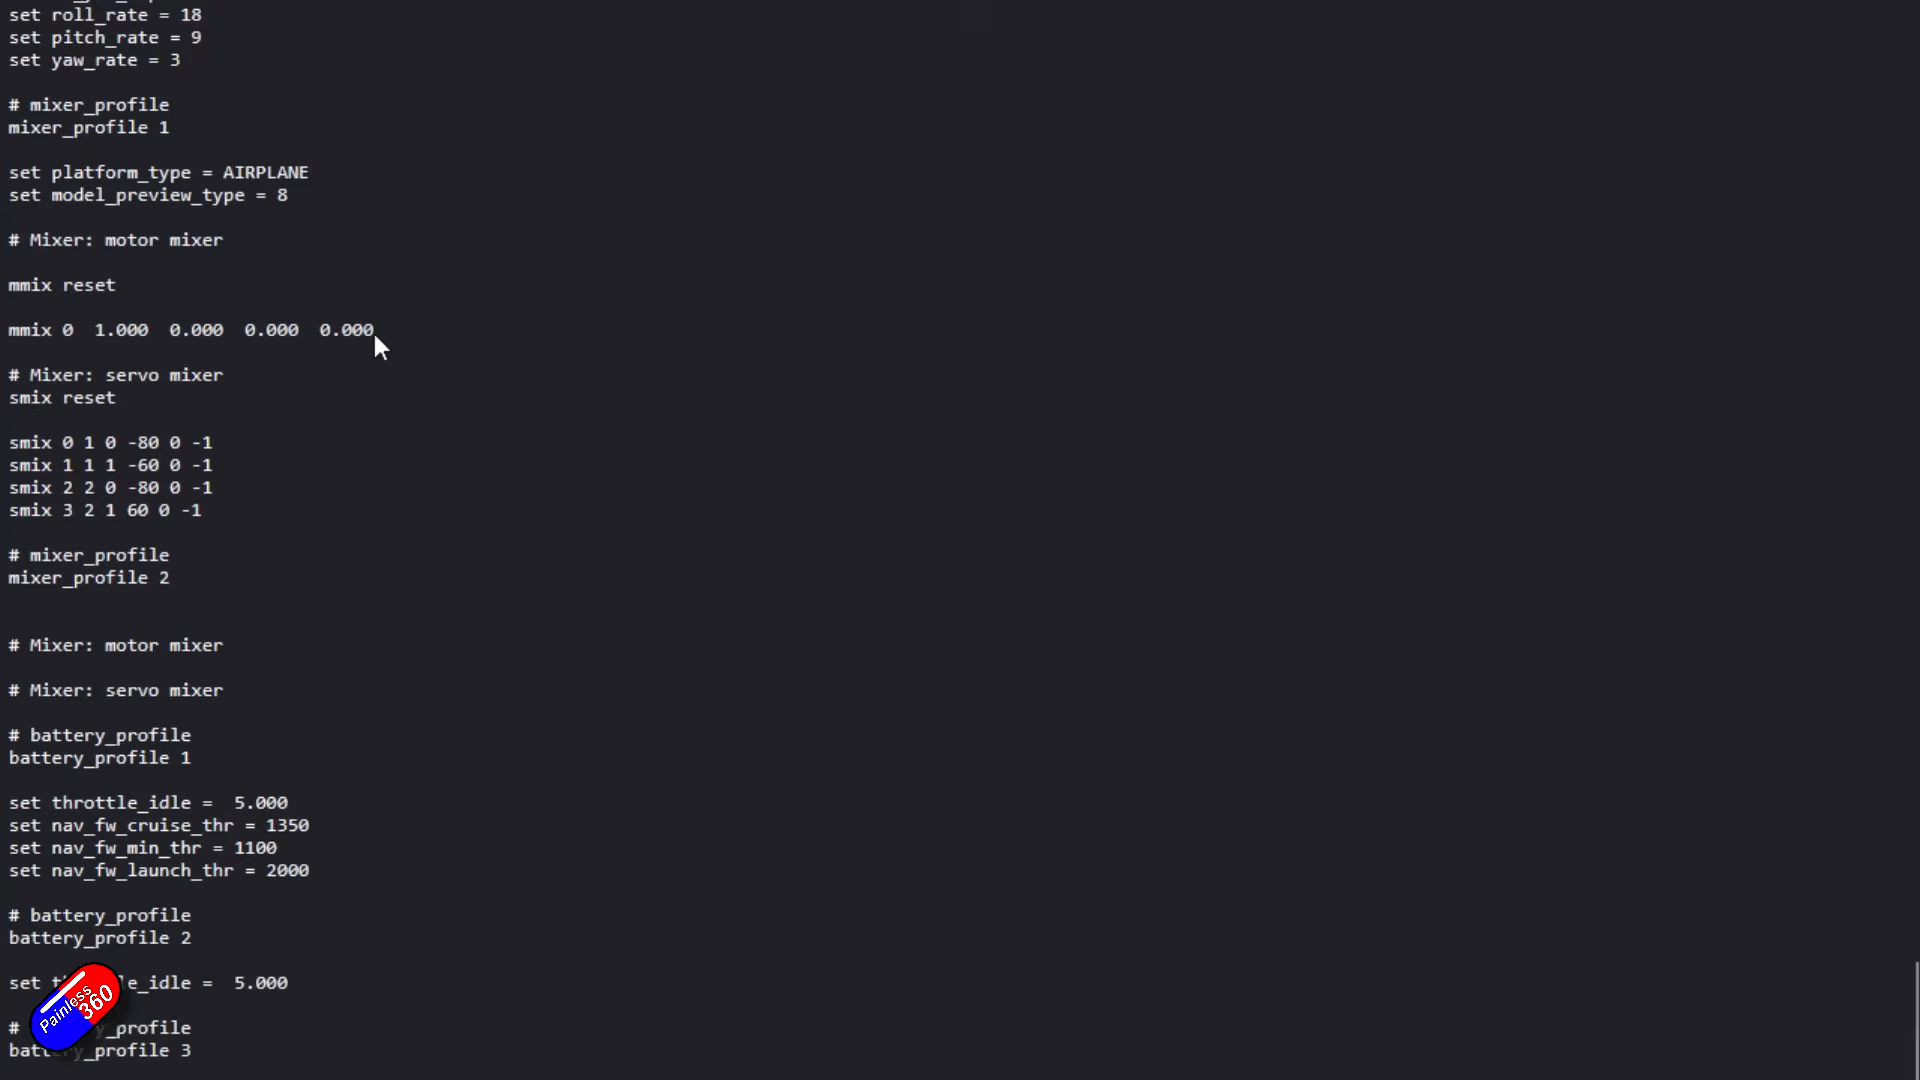 set roll_rate = 18
set pitch_rate = 9
set yaw_rate = 3
# mixer_profile
mixer_profile 1
set platform_type = AIRPLANE
set model_preview_type = 8
# Mixer: motor mixer
mmix reset
mmix 0  1.000  0.000  0.000  0.000
# Mixer: servo mixer
smix reset
smix 0 1 0 -80 0 -1
smix 1 1 1 -60 0 -1
smix 2 2 0 -80 0 -1
smix 3 2 1 60 0 -1
# mixer_profile
mixer_profile 2
# Mixer: motor mixer
# Mixer: servo mixer
# battery_profile
battery_profile 1
set throttle_idle =  5.000
set nav_fw_cruise_thr = 1350
set nav_fw_min_thr = 1100
set nav_fw_launch_thr = 2000
# battery_profile
battery_profile 2
set e_idle =  5.000
Painless
360
# _profile
battery_profile 3